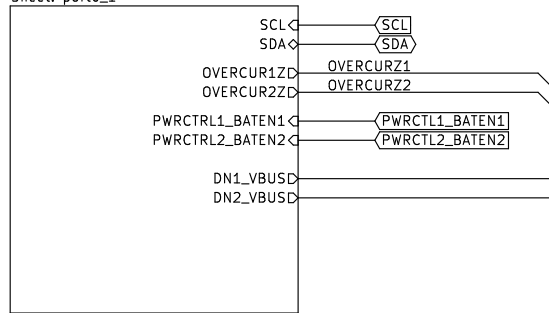 SCL SCL
SDA SDA
OVERCUR1Z OVERCURZ1
OVERCUR2Z OVERCURZ2
PWRCTRL1_BATEN1 PWRCTL1_BATEN1
PWRCTRL2_BATEN2 PWRCTL2_BATEN2
DN1_VBUS
DN2_VBUS